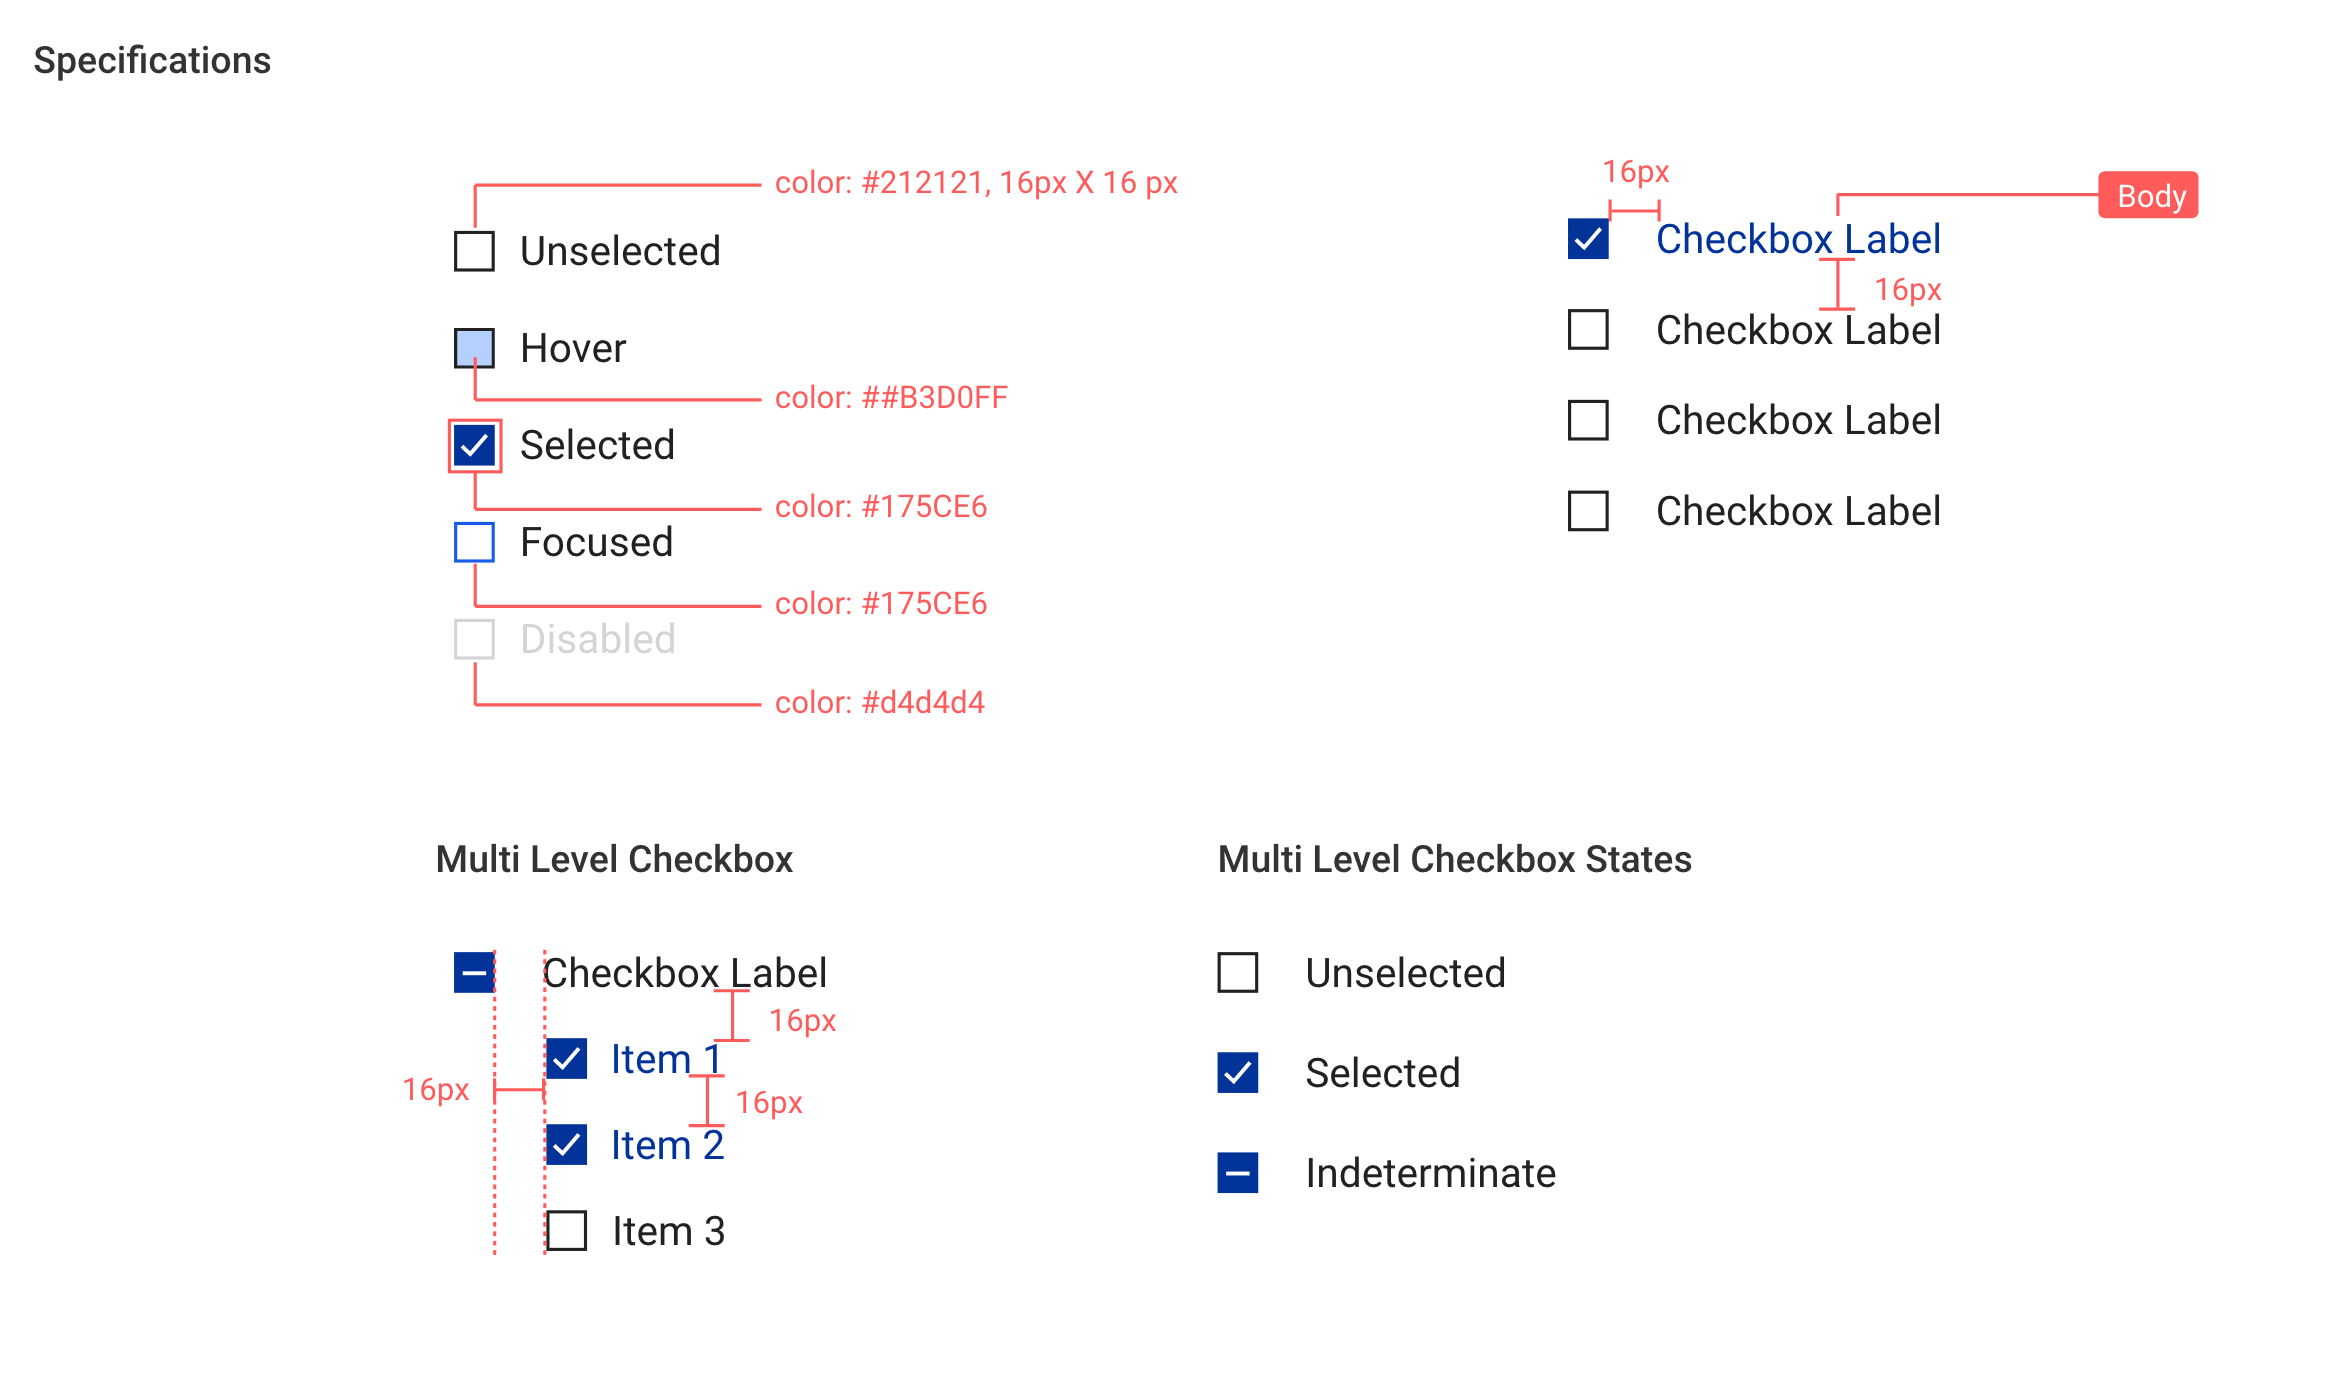 Specifications
color: #212121, 16px X 16 px
Unselected
Hover
color: ##B3D0FF
Selected
color: #175CE6
Focused
color: #175CE6
Disabled
color: #d4d4d4
16px
Body
Checkbox Label
16px
Checkbox Label
Checkbox Label
Checkbox Label
Multi Level Checkbox
Checkbox Label
16px
Item 1
16px
16px
Item 2
Item 3
Multi Level Checkbox States
Unselected
Selected
Indeterminate